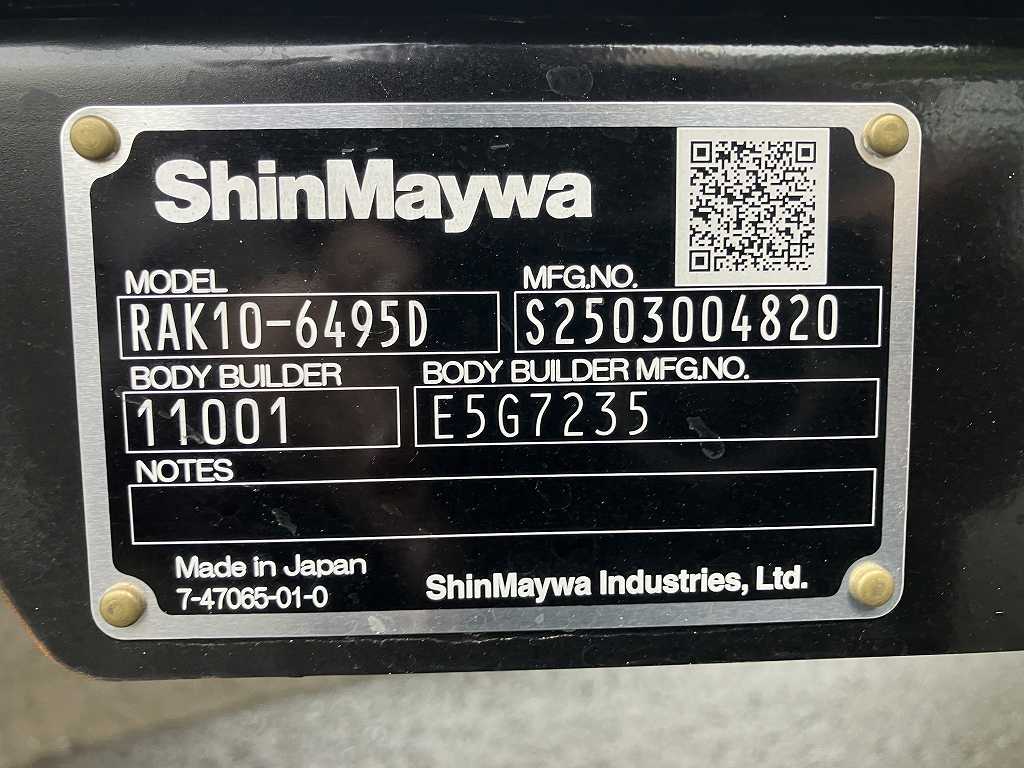 ShinMaywa
MODEL MFG.NO.
RAK10-6495D S2503004820
BODY BUILDER BODY BUILDER MFG.NO.
11001 E5G7235
NOTES
Made in Japan
7-47065-01-0 ShinMaywa Industries, Ltd.